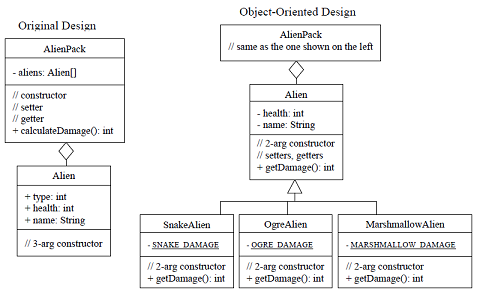 Original Design
AlienPack
- aliens: Alien[]
// constructor
// setter
// getter
+ calculateDamage(): int
Alien
+ type: int
+ health: int
+ name: String
// 3-arg constructor
Object-Oriented Design
AlienPack
// same as the one shown on the left
Alien
- health: int
- name: String
// 2-arg constructor
// setters, getters
+ getDamage(): int
SnakeAlien
- SNAKE_DAMAGE
// 2-arg constructor
+ getDamage(): int
OgreAlien
- OGRE_DAMAGE
// 2-arg constructor
+ getDamage(): int
MarshmallowAlien
- MARSHMALLOW_DAMAGE
// 2-arg constructor
+ getDamage(): int